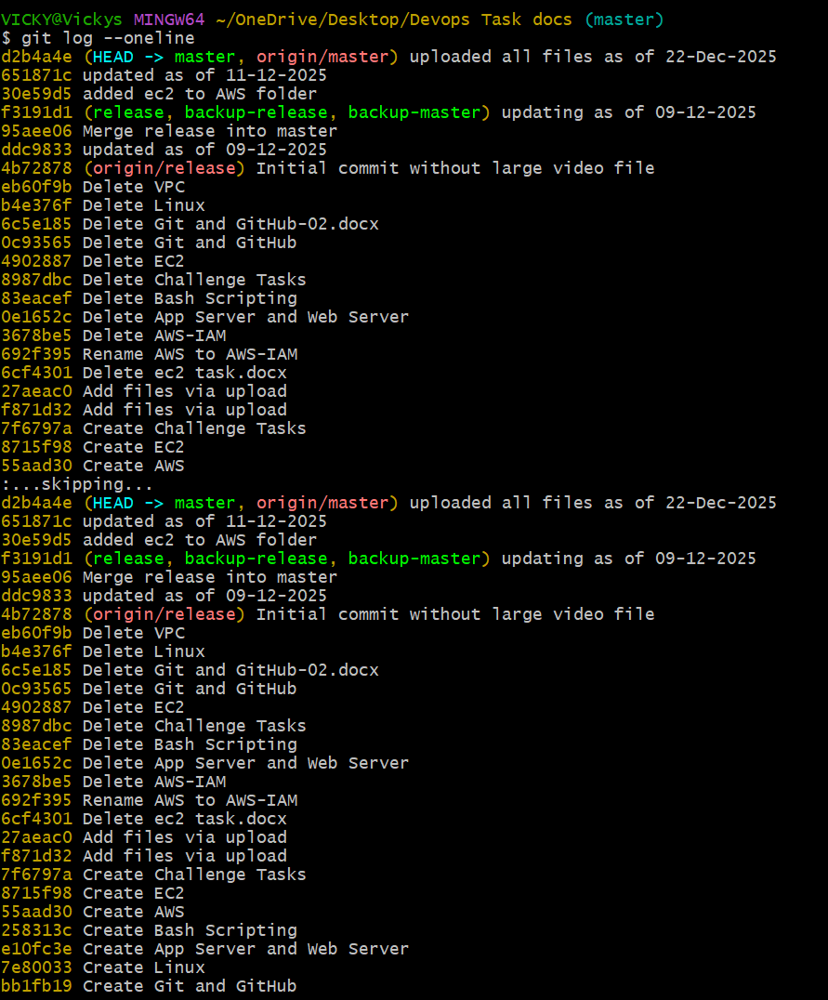 VICKY@Vickys MINGW64 ~/OneDrive/Desktop/Devops Task docs (master)
$ git log --oneline
d2b4a4e (HEAD -> master, origin/master) uploaded all files as of 22-Dec-2025
651871c updated as of 11-12-2025
30e59d5 added ec2 to AWS folder
f3191d1 (release, backup-release, backup-master) updating as of 09-12-2025
95aee06 Merge release into master
ddc9833 updated as of 09-12-2025
4b72878 (origin/release) Initial commit without large video file
eb60f9b Delete VPC
b4e376f Delete Linux
6c5e185 Delete Git and GitHub-02.docx
0c93565 Delete Git and GitHub
4902887 Delete EC2
8987dbc Delete Challenge Tasks
83eacef Delete Bash Scripting
0e1652c Delete App Server and Web Server
3678be5 Delete AWS-IAM
692f395 Rename AWS to AWS-IAM
6cf4301 Delete ec2 task.docx
27aeac0 Add files via upload
f871d32 Add files via upload
7f6797a Create Challenge Tasks
8715f98 Create EC2
55aad30 Create AWS
:...skipping...
d2b4a4e (HEAD -> master, origin/master) uploaded all files as of 22-Dec-2025
651871c updated as of 11-12-2025
30e59d5 added ec2 to AWS folder
f3191d1 (release, backup-release, backup-master) updating as of 09-12-2025
95aee06 Merge release into master
ddc9833 updated as of 09-12-2025
4b72878 (origin/release) Initial commit without large video file
eb60f9b Delete VPC
b4e376f Delete Linux
6c5e185 Delete Git and GitHub-02.docx
0c93565 Delete Git and GitHub
4902887 Delete EC2
8987dbc Delete Challenge Tasks
83eacef Delete Bash Scripting
0e1652c Delete App Server and Web Server
3678be5 Delete AWS-IAM
692f395 Rename AWS to AWS-IAM
6cf4301 Delete ec2 task.docx
27aeac0 Add files via upload
f871d32 Add files via upload
7f6797a Create Challenge Tasks
8715f98 Create EC2
55aad30 Create AWS
258313c Create Bash Scripting
e10fc3e Create App Server and Web Server
7e80033 Create Linux
bb1fb19 Create Git and GitHub